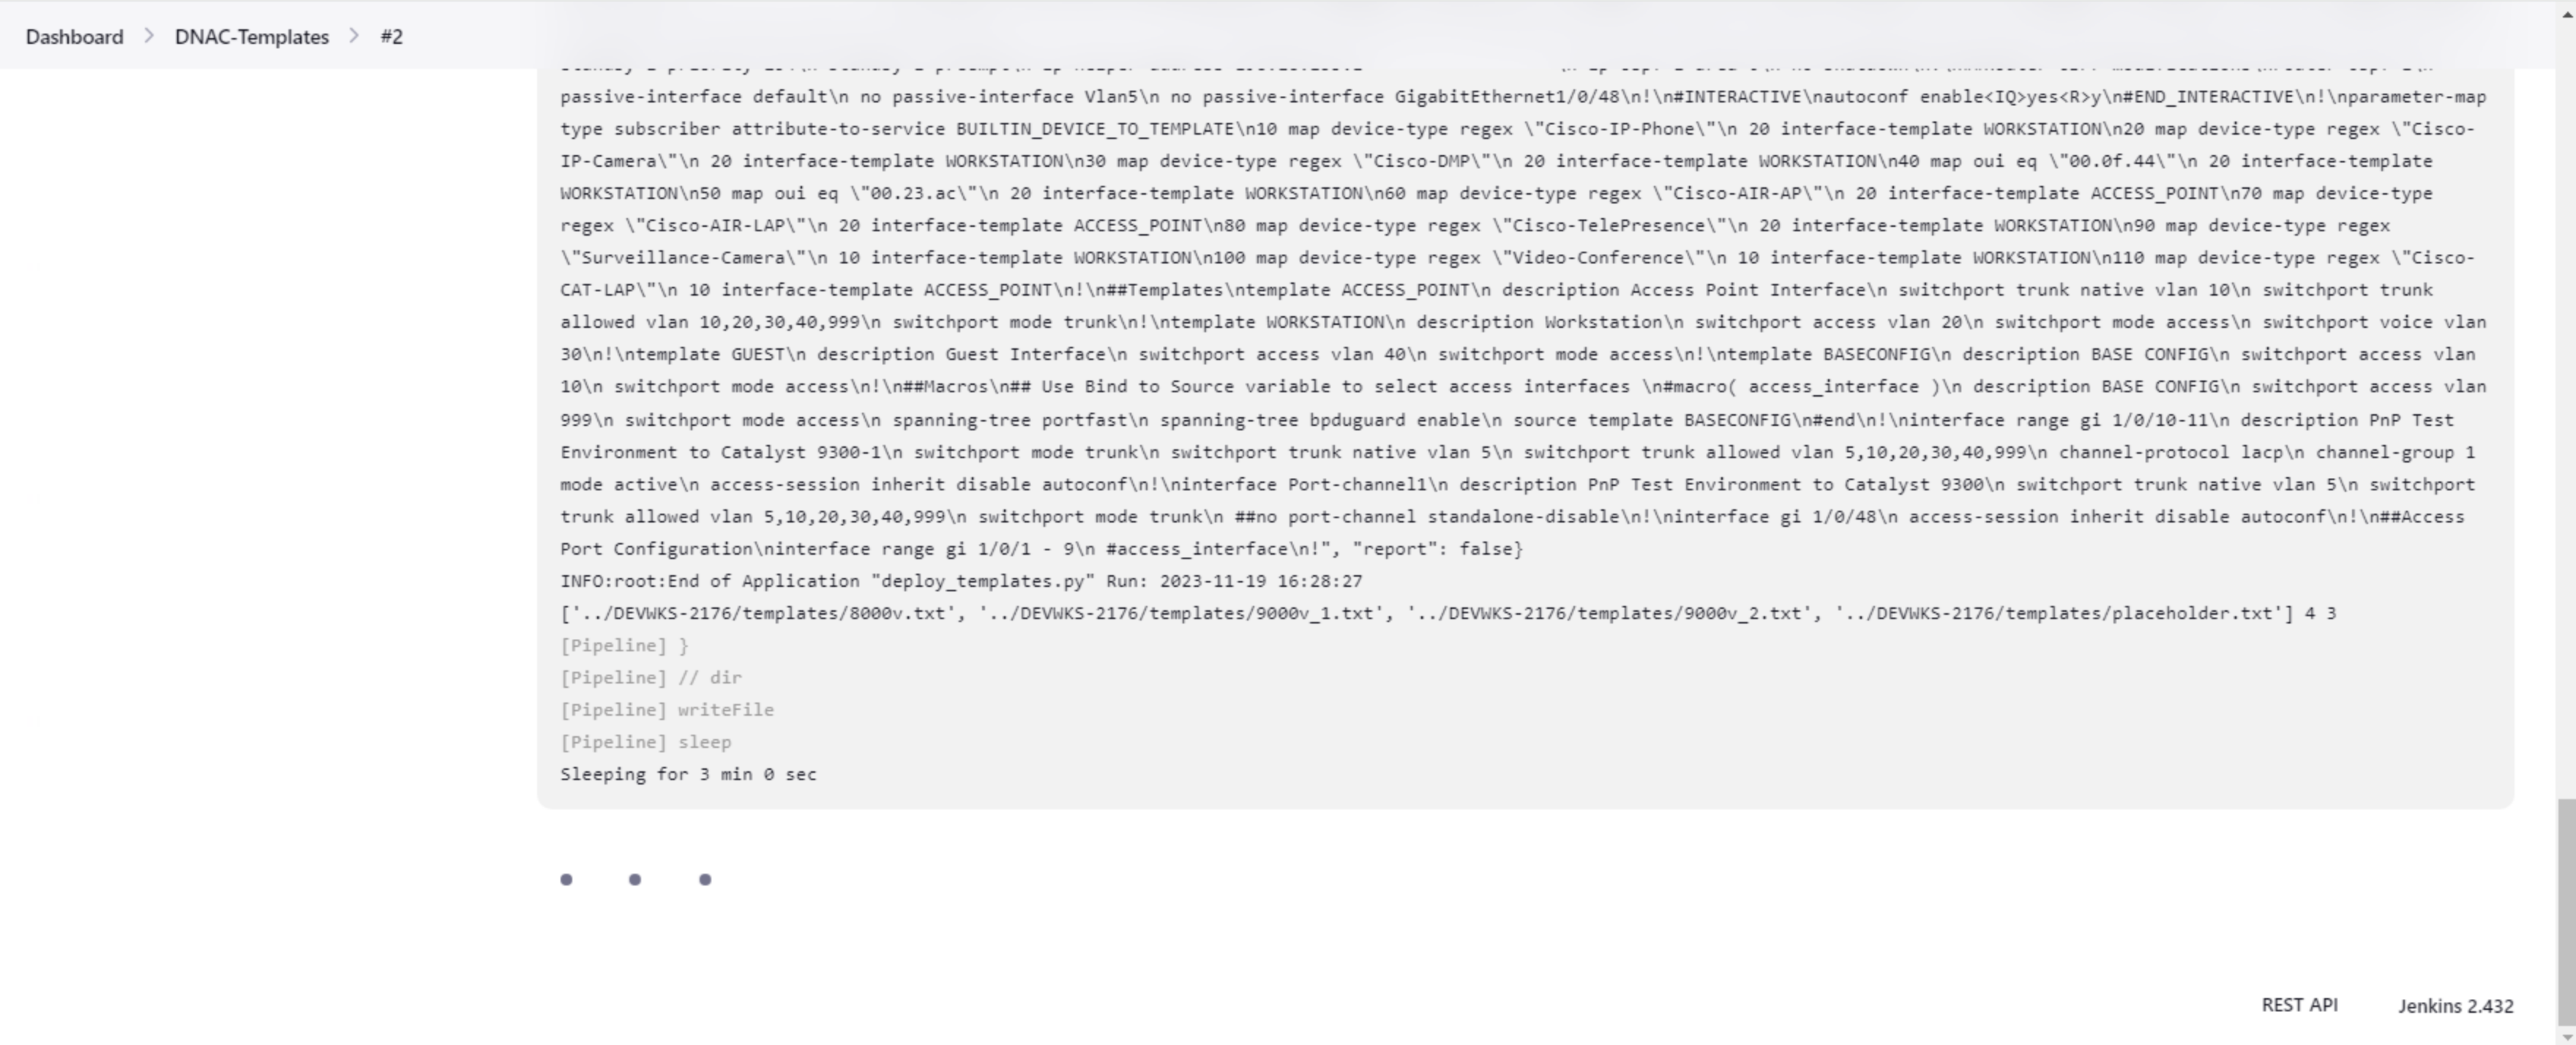 Dashboard > DNAC-Templates > #2
passive-interface default\n no passive-interface Vlan5\n no passive-interface GigabitEthernet1/0/48\n!\n#INTERACTIVE\nautoconf enable<IQ>yes<R>y\n#END_INTERACTIVE\n!\nparameter-map
type subscriber attribute-to-service BUILTIN_DEVICE_TO_TEMPLATE\n10 map device-type regex \"Cisco-IP-Phone\"\n 20 interface-template WORKSTATION\n20 map device-type regex \"Cisco-
IP-Camera\"\n 20 interface-template WORKSTATION\n30 map device-type regex \"Cisco-DMP\"\n 20 interface-template WORKSTATION\n40 map oui eq \"00.0f.44\"\n 20 interface-template
WORKSTATION\n50 map oui eq \"00.23.ac\"\n 20 interface-template WORKSTATION\n60 map device-type regex \"Cisco-AIR-AP\"\n 20 interface-template ACCESS_POINT\n70 map device-type
regex \"Cisco-AIR-LAP\"\n 20 interface-template ACCESS_POINT\n80 map device-type regex \"Cisco-TelePresence\"\n 20 interface-template WORKSTATION\n90 map device-type regex
\"Surveillance-Camera\"\n 10 interface-template WORKSTATION\n100 map device-type regex \"Video-Conference\"\n 10 interface-template WORKSTATION\n110 map device-type regex \"Cisco-
CAT-LAP\"\n 10 interface-template ACCESS_POINT\n!\n##Templates\ntemplate ACCESS_POINT\n description Access Point Interface\n switchport trunk native vlan 10\n switchport trunk
allowed vlan 10,20,30,40,999\n switchport mode trunk\n!\ntemplate WORKSTATION\n description Workstation\n switchport access vlan 20\n switchport mode access\n switchport voice vlan
30\n!\ntemplate GUEST\n description Guest Interface\n switchport access vlan 40\n switchport mode access\n!\ntemplate BASECONFIG\n description BASE CONFIG\n switchport access vlan
10\n switchport mode access\n!\n##Macros\n## Use Bind to Source variable to select access interfaces \n#macro( access_interface )\n description BASE CONFIG\n switchport access vlan
999\n switchport mode access\n spanning-tree portfast\n spanning-tree bpduguard enable\n source template BASECONFIG\n#end\n!\ninterface range gi 1/0/10-11\n description PnP Test
Environment to Catalyst 9300-1\n switchport mode trunk\n switchport trunk native vlan 5\n switchport trunk allowed vlan 5,10,20,30,40,999\n channel-protocol lacp\n channel-group 1
mode active\n access-session inherit disable autoconf\n!\ninterface Port-channel1\n description PnP Test Environment to Catalyst 9300\n switchport trunk native vlan 5\n switchport
trunk allowed vlan 5,10,20,30,40,999\n switchport mode trunk\n ##no port-channel standalone-disable\n!\ninterface gi 1/0/48\n access-session inherit disable autoconf\n!\n##Access
Port Configuration\ninterface range gi 1/0/1 - 9\n #access_interface\n!", "report": false}
INFO:root:End of Application "deploy_templates.py" Run: 2023-11-19 16:28:27
['../DEVWKS-2176/templates/8000v.txt', '../DEVWKS-2176/templates/9000v_1.txt', '../DEVWKS-2176/templates/9000v_2.txt', '../DEVWKS-2176/templates/placeholder.txt'] 4 3
[Pipeline] }
[Pipeline] // dir
[Pipeline] writeFile
[Pipeline] sleep
Sleeping for 3 min 0 sec
REST API Jenkins 2.432